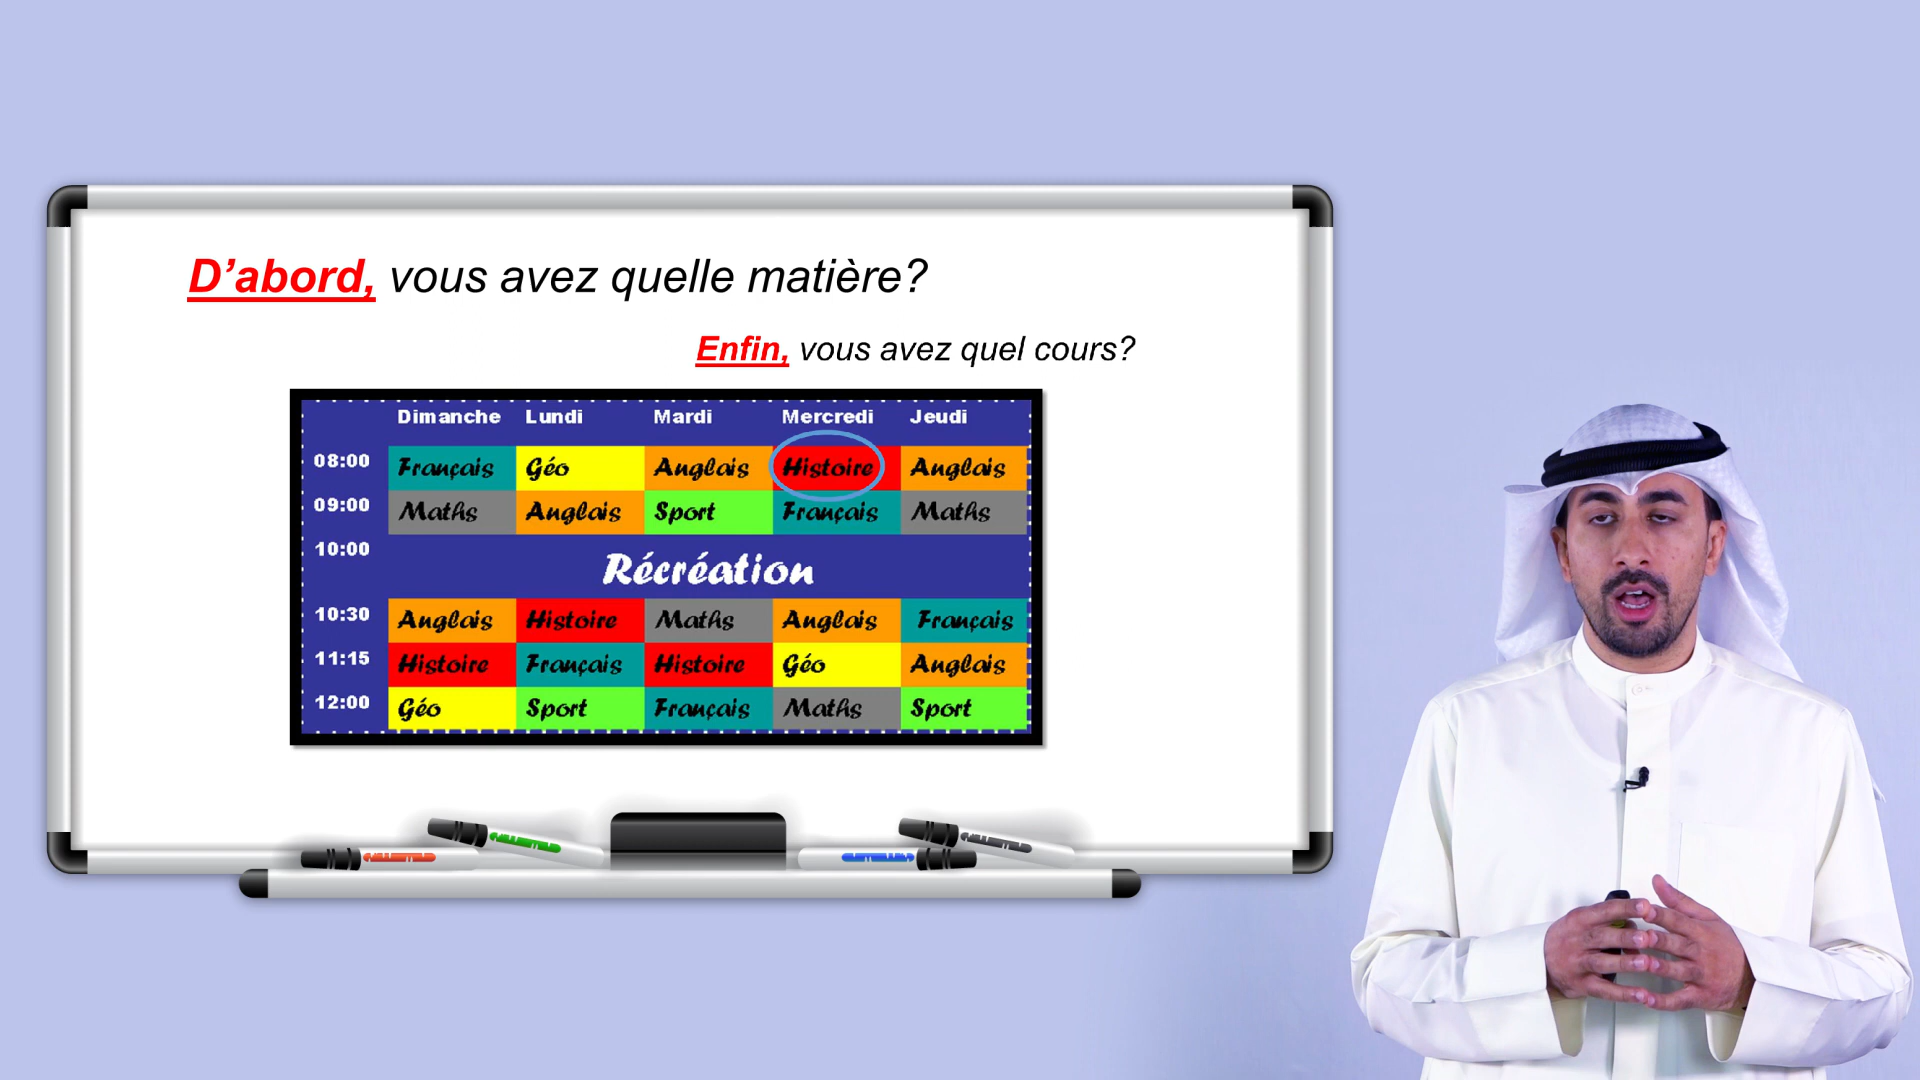 D’abord, vous avez quelle matière?
Enfin, vous avez quel cours?
Dimanche Lundi Mardi Mercredi Jeudi
08:00 Français Géo Anglais Histoire Anglais
09:00 Maths Anglais Sport Français Maths
10:00 Récréation
10:30 Anglais Histoire Maths Anglais Français
11:15 Histoire Français Histoire Géo Anglais
12:00 Géo Sport Français Maths Sport